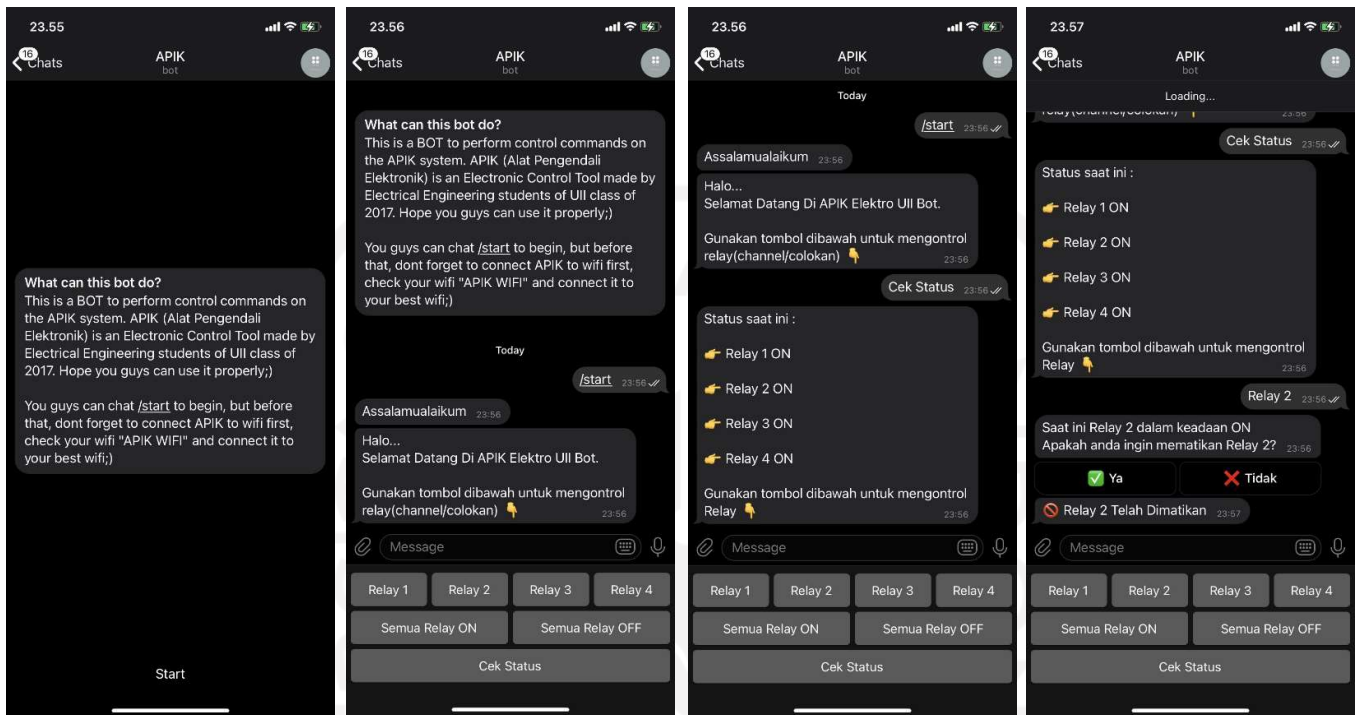 23.55
16
Chats
APIK
bot
What can this bot do?
This is a BOT to perform control commands on
the APIK system. APIK (Alat Pengendali
Elektronik) is an Electronic Control Tool made by
Electrical Engineering students of UII class of
2017. Hope you guys can use it properly;)
You guys can chat /start to begin, but before
that, dont forget to connect APIK to wifi first,
check your wifi "APIK WIFI" and connect it to
your best wifi;)
Start
23.56
16
Chats
APIK
bot
What can this bot do?
This is a BOT to perform control commands on
the APIK system. APIK (Alat Pengendali
Elektronik) is an Electronic Control Tool made by
Electrical Engineering students of UII class of
2017. Hope you guys can use it properly;)
You guys can chat /start to begin, but before
that, dont forget to connect APIK to wifi first,
check your wifi "APIK WIFI" and connect it to
your best wifi;)
Today
/start 23:56
Assalamualaikum 23:56
Halo...
Selamat Datang Di APIK Elektro UII Bot.
Gunakan tombol dibawah untuk mengontrol
relay(channel/colokan) 👇 23:56
Message
Relay 1 Relay 2 Relay 3 Relay 4
Semua Relay ON Semua Relay OFF
Cek Status
23.56
16
Chats
APIK
bot
Today
/start 23:56
Assalamualaikum 23:56
Halo...
Selamat Datang Di APIK Elektro UII Bot.
Gunakan tombol dibawah untuk mengontrol
relay(channel/colokan) 👇 23:56
Cek Status 23:56
Status saat ini :
👉 Relay 1 ON
👉 Relay 2 ON
👉 Relay 3 ON
👉 Relay 4 ON
Gunakan tombol dibawah untuk mengontrol
Relay 👇 23:56
Message
Relay 1 Relay 2 Relay 3 Relay 4
Semua Relay ON Semua Relay OFF
Cek Status
23.57
16
Chats
APIK
bot
Loading...
relay(channel/colokan) 👇 23:56
Cek Status 23:56
Status saat ini :
👉 Relay 1 ON
👉 Relay 2 ON
👉 Relay 3 ON
👉 Relay 4 ON
Gunakan tombol dibawah untuk mengontrol
Relay 👇 23:56
Relay 2 23:56
Saat ini Relay 2 dalam keadaan ON
Apakah anda ingin mematikan Relay 2? 23:56
✅ Ya ❌ Tidak
🚫 Relay 2 Telah Dimatikan 23:57
Message
Relay 1 Relay 2 Relay 3 Relay 4
Semua Relay ON Semua Relay OFF
Cek Status